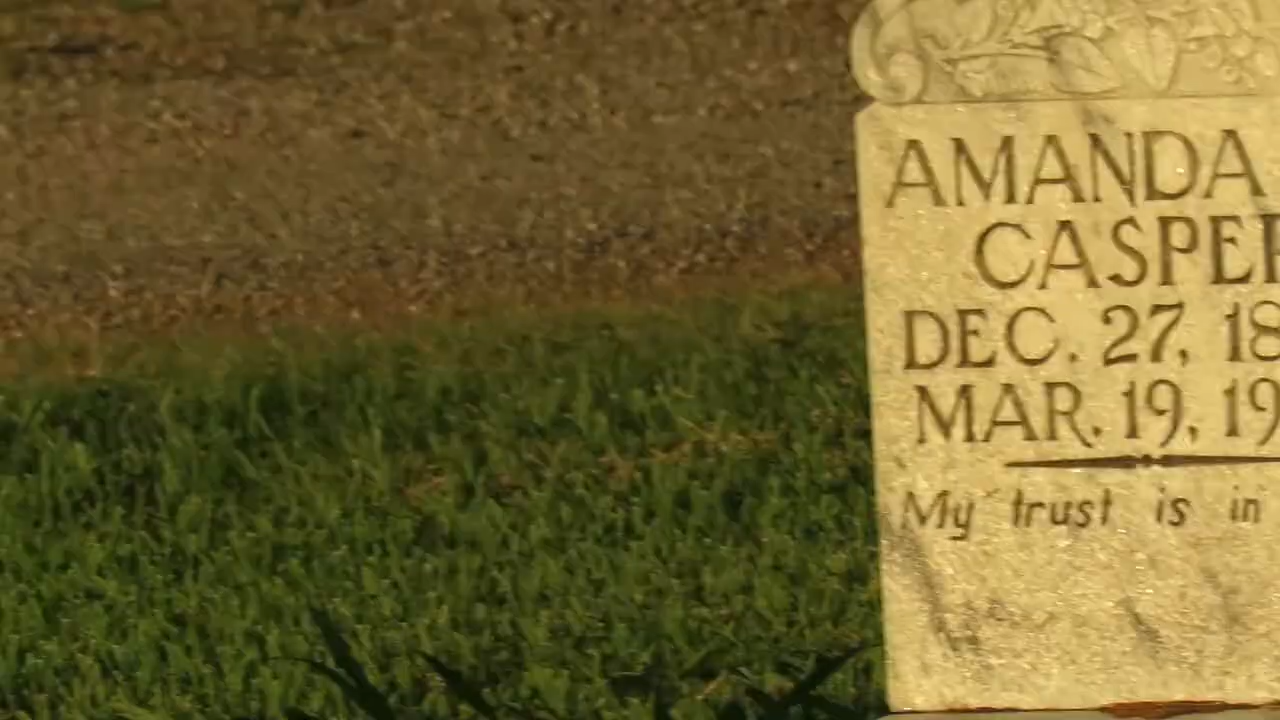 AMANDA
CASPER
DEC. 27, 18
MAR. 19, 19
My trust is in